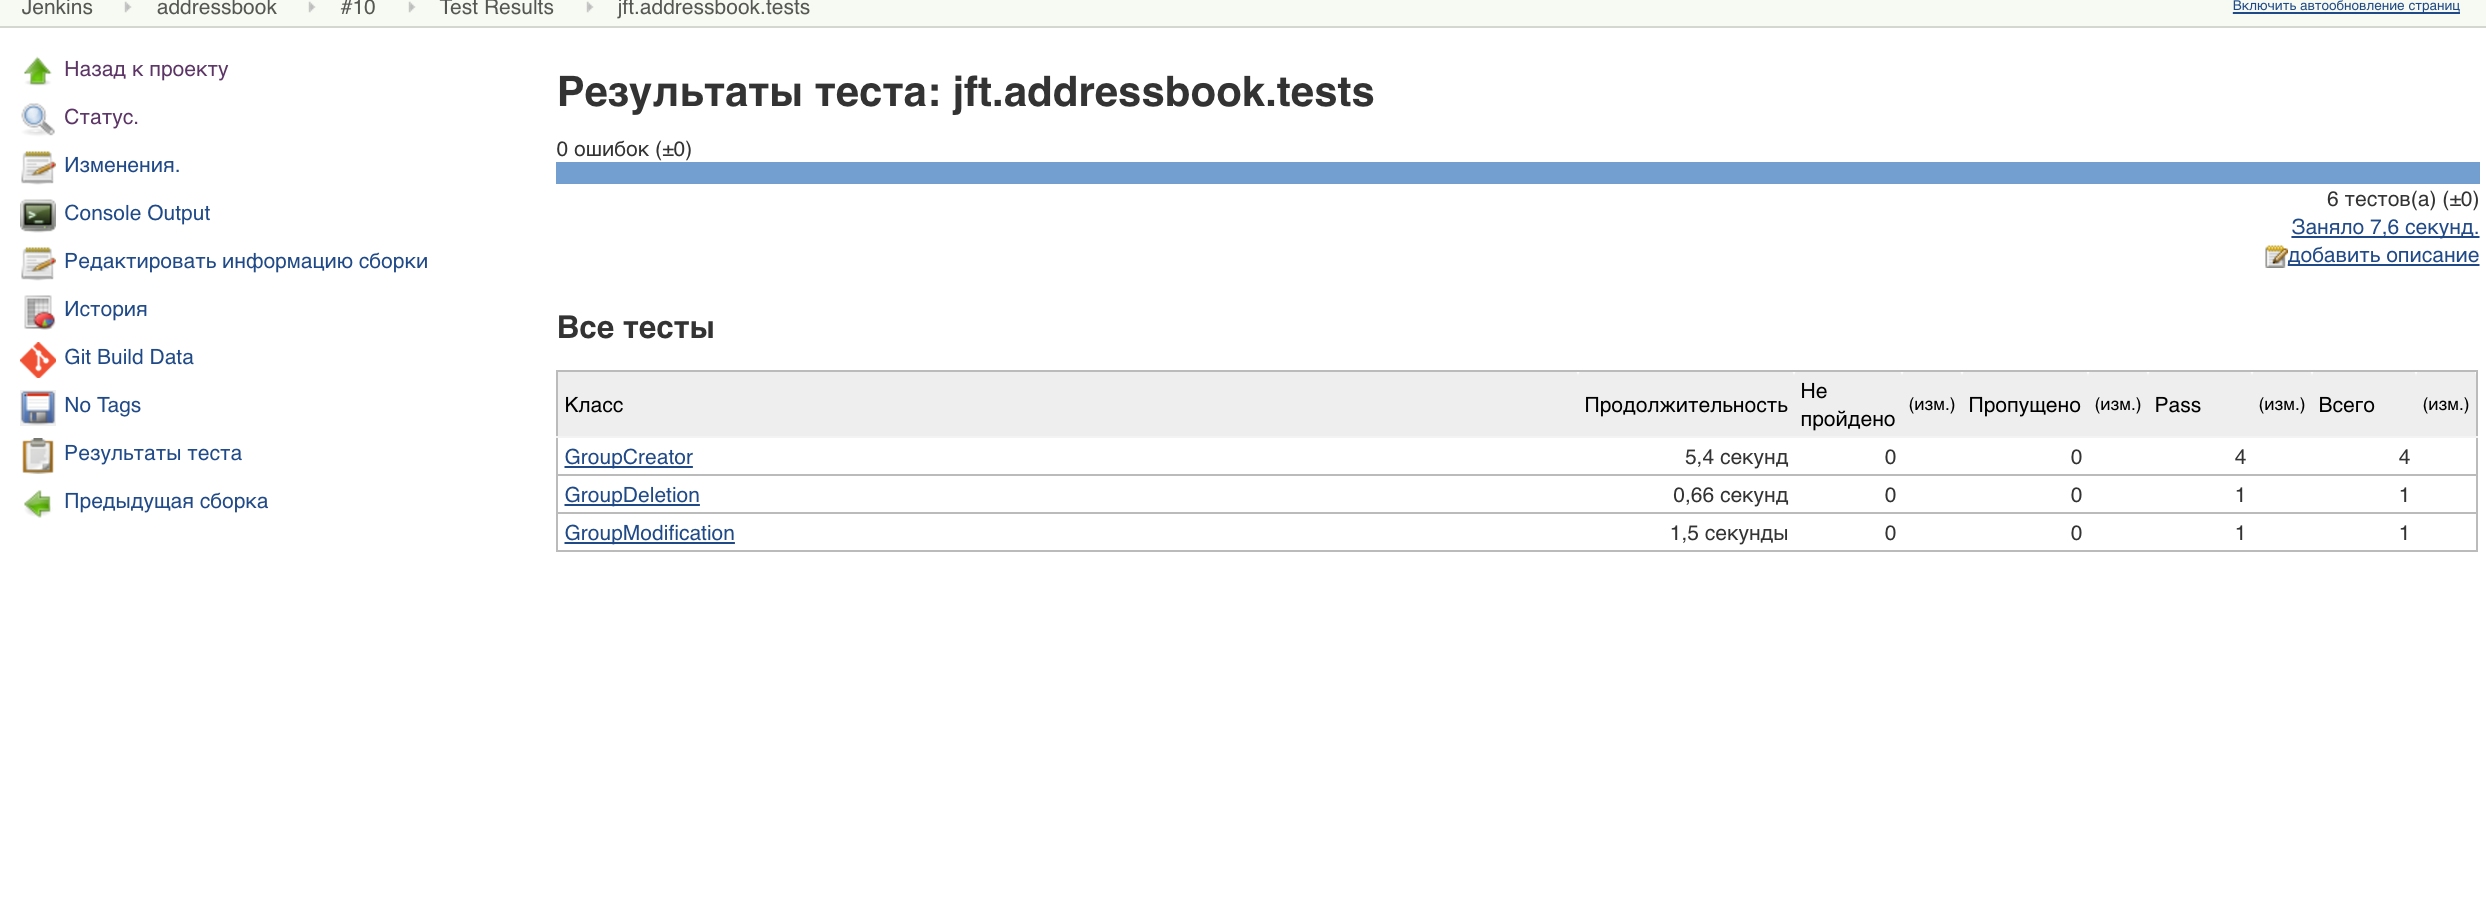 Jenkins addressbook #10 Test Results jft.addressbook.tests
Включить автообновление страниц
Назад к проекту
Статус.
Изменения.
Console Output
Редактировать информацию сборки
История
Git Build Data
No Tags
Результаты теста
Предыдущая сборка
Результаты теста: jft.addressbook.tests
0 ошибок (±0)
6 тестов(а) (±0)
Заняло 7,6 секунд.
добавить описание
Все тесты
Класс Продолжительность Не пройдено (изм.) Пропущено (изм.) Pass (изм.) Всего (изм.)
GroupCreator 5,4 секунд 0 0 4 4
GroupDeletion 0,66 секунд 0 0 1 1
GroupModification 1,5 секунды 0 0 1 1